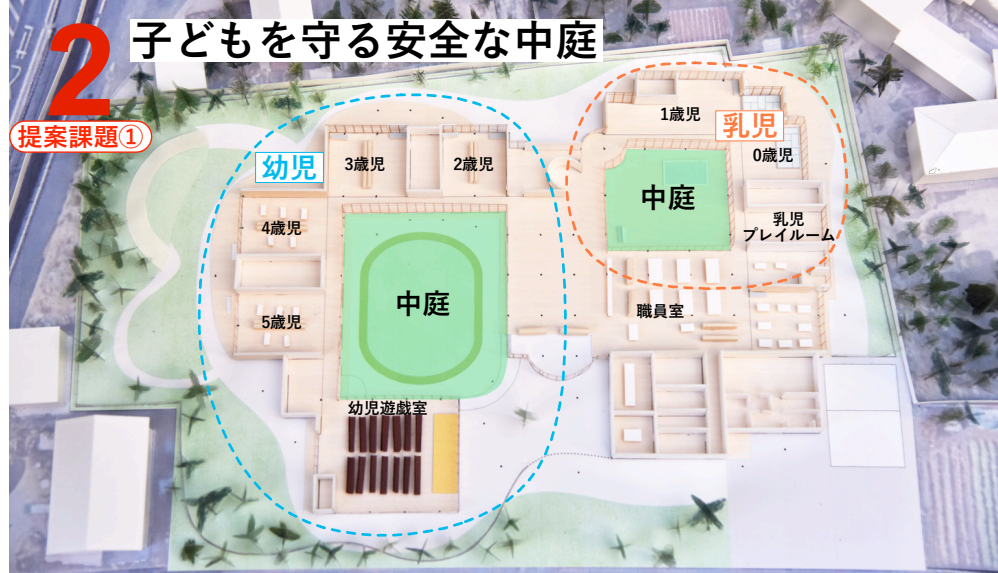 2
子どもを守る安全な中庭
提案課題①
幼児
3歳児
2歳児
4歳児
5歳児
中庭
幼児遊戯室
1歳児
乳児
0歳児
中庭
乳児
プレイルーム
職員室